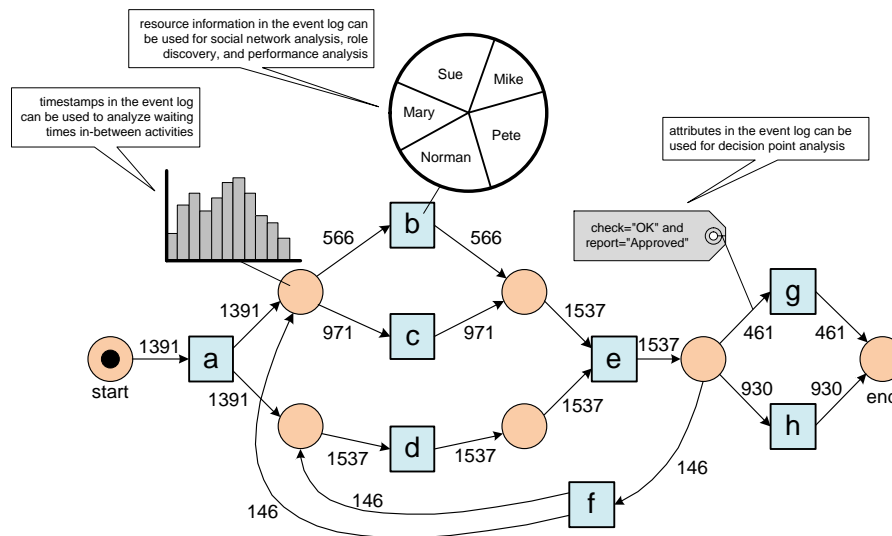 resource information in the event log can
be used for social network analysis, role
discovery, and performance analysis
timestamps in the event log
can be used to analyze waiting
times in-between activities
Sue
Mike
Mary
Pete
Norman
attributes in the event log can be
used for decision point analysis
check="OK" and
report="Approved"
566
b
566
1391
971
c
971
1537
g
461
461
1391
a
e
1537
start
end
1391
1537
930
930
h
1537
d
1537
146
146
146
f